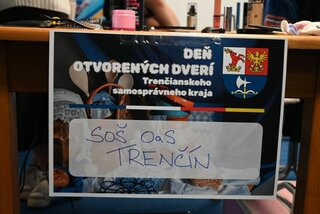 DEŇ
OTVORENÝCH DVERÍ
Trenčianskeho
samosprávneho kraja
SOŠ OaS
TRENČÍN